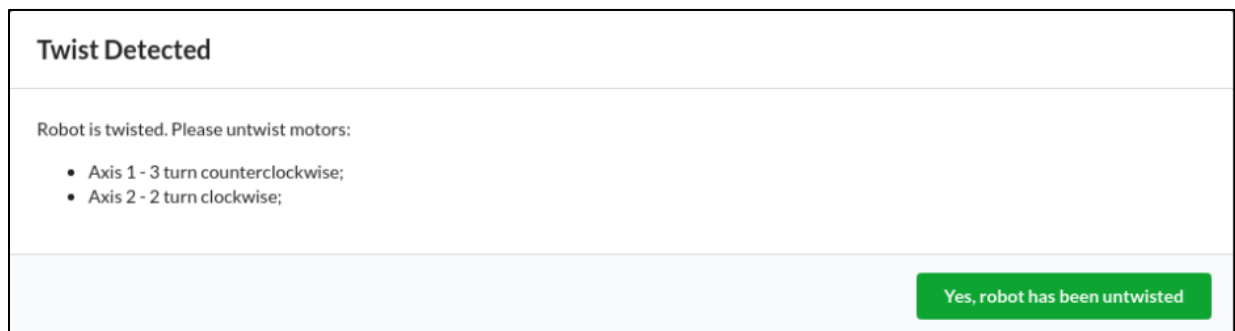 Twist Detected
Robot is twisted. Please untwist motors:
• Axis 1 - 3 turn counterclockwise;
• Axis 2 - 2 turn clockwise;
Yes, robot has been untwisted